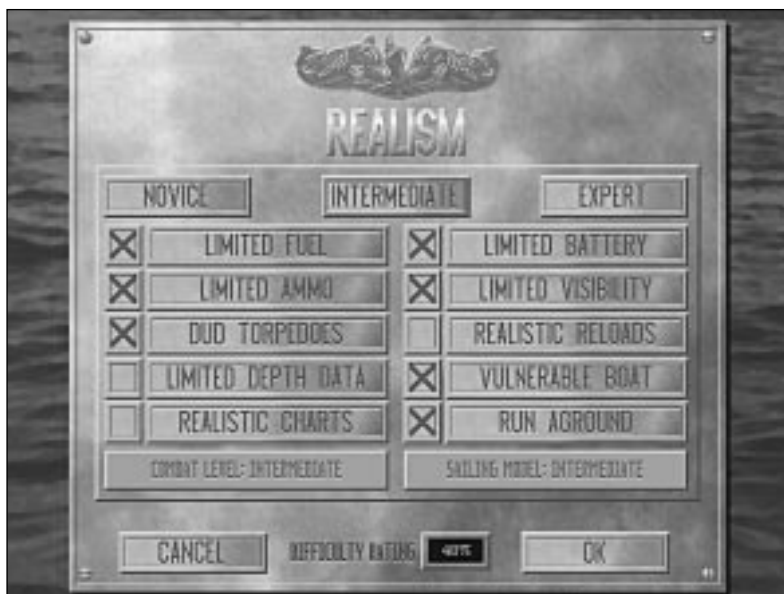 REALISM
NOVICE INTERMEDIATE EXPERT
LIMITED FUEL LIMITED BATTERY
LIMITED AMMO LIMITED VISIBILITY
DUD TORPEDOES REALISTIC RELOADS
LIMITED DEPTH DATA VULNERABLE BOAT
REALISTIC CHARTS RUN AGROUND
COMBAT LEVEL: INTERMEDIATE SAILING MODEL: INTERMEDIATE
CANCEL DIFFICULTY RATING 40% OK